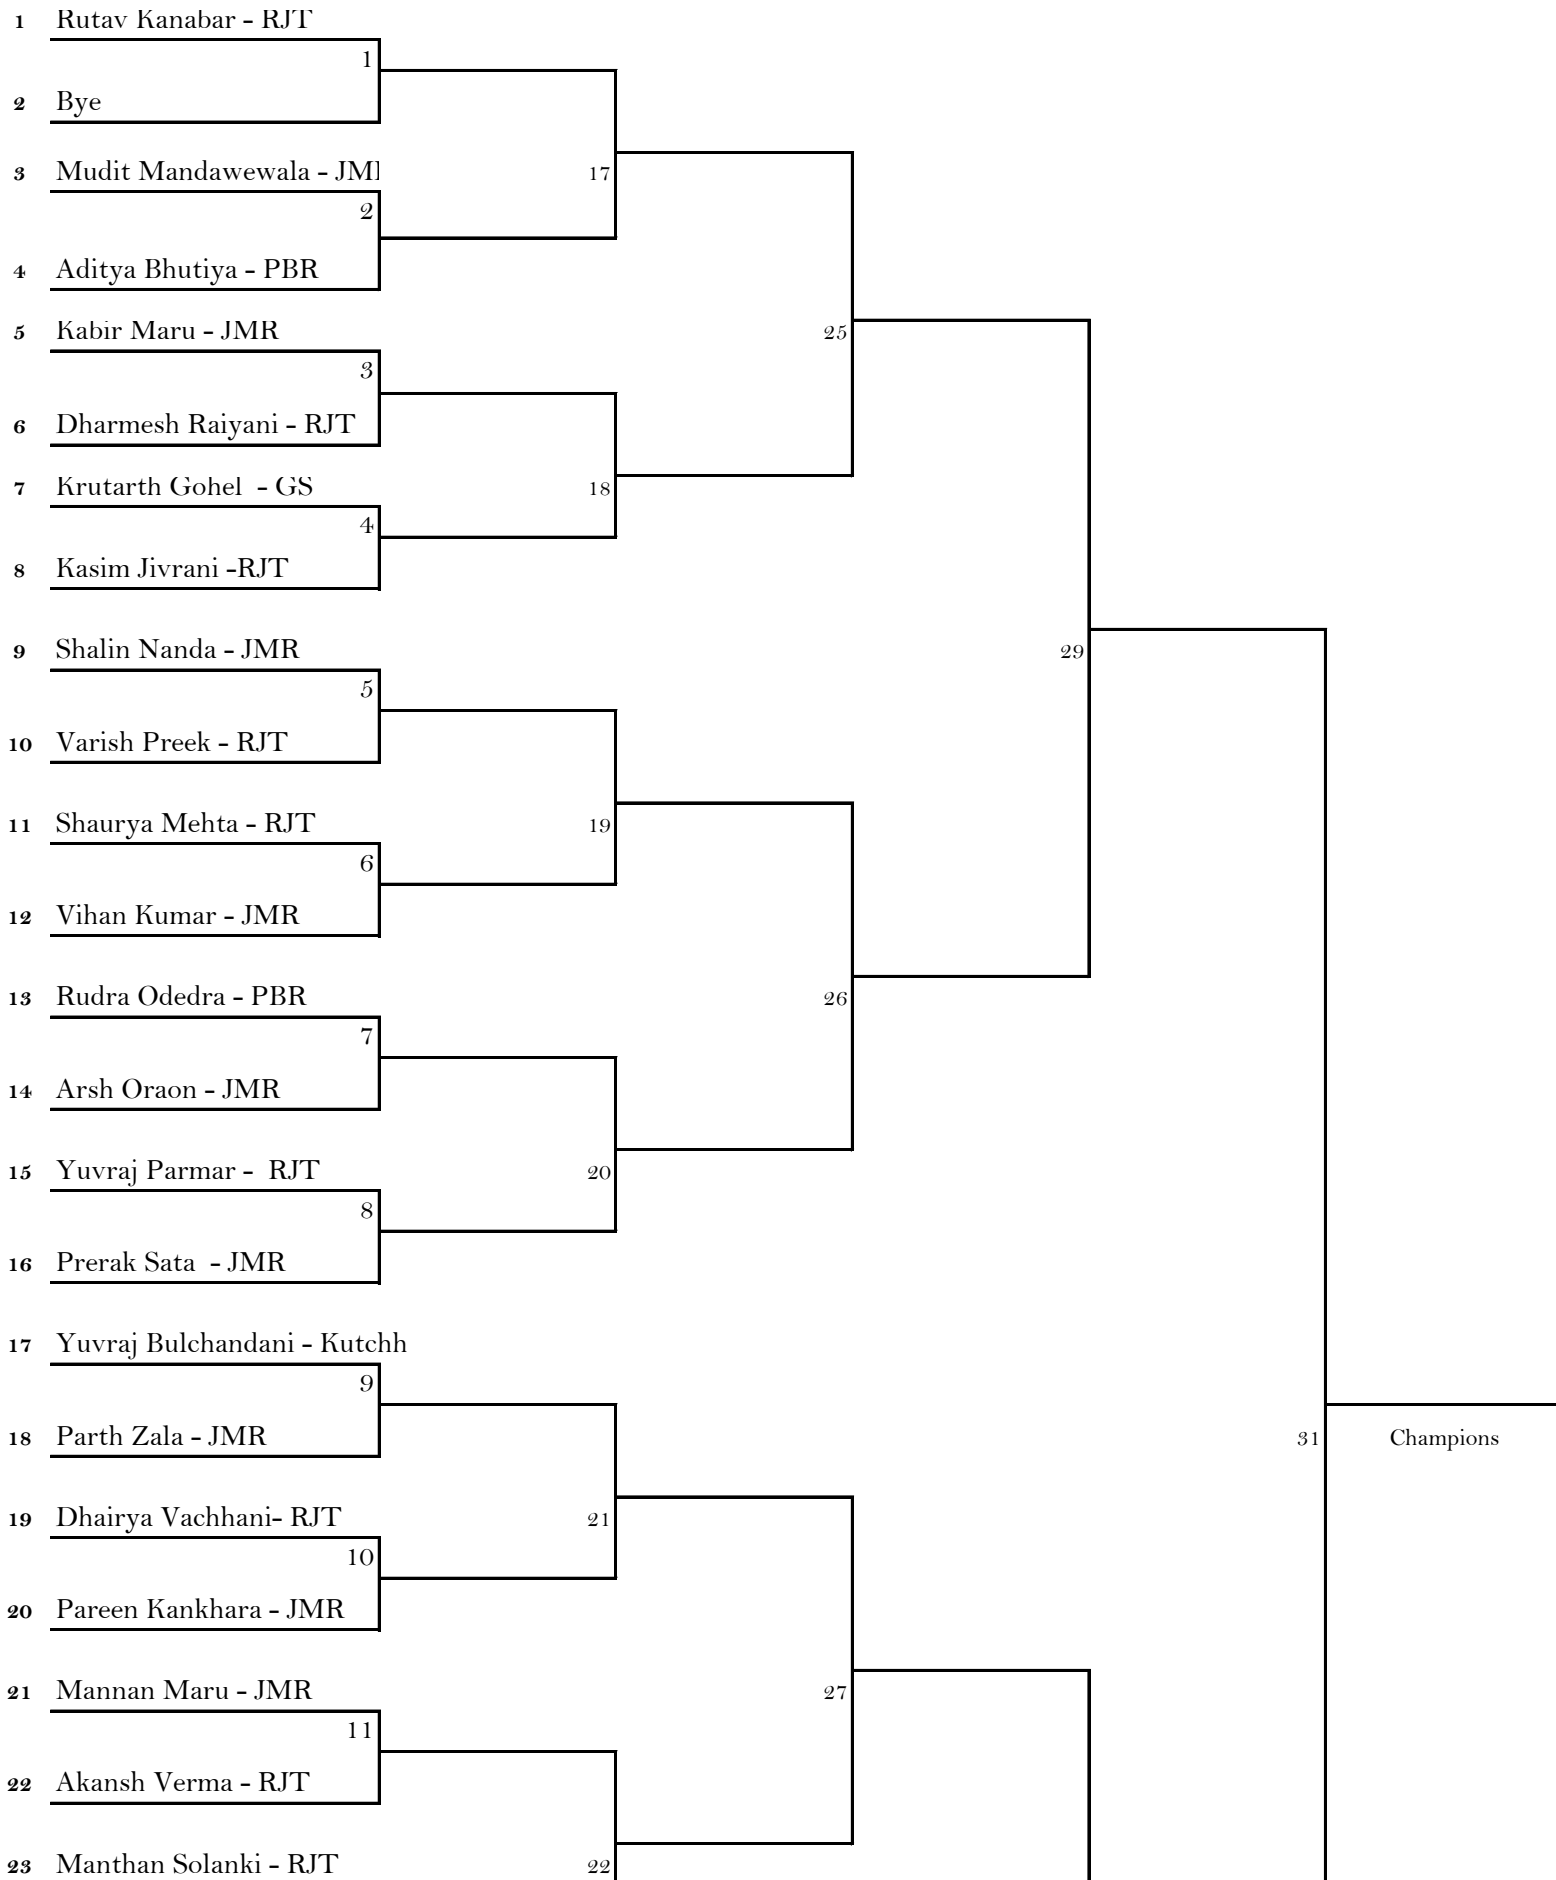 1 Rutav Kanabar - RJT
1
2 Bye
3 Mudit Mandawewala - JMR
17
2
4 Aditya Bhutiya - PBR
5 Kabir Maru - JMR
25
3
6 Dharmesh Raiyani - RJT
7 Krutarth Gohel - GS
18
4
8 Kasim Jivrani -RJT
9 Shalin Nanda - JMR
29
5
10 Varish Preek - RJT
11 Shaurya Mehta - RJT
19
6
12 Vihan Kumar - JMR
13 Rudra Odedra - PBR
26
7
14 Arsh Oraon - JMR
15 Yuvraj Parmar - RJT
20
8
16 Prerak Sata - JMR
17 Yuvraj Bulchandani - Kutchh
9
18 Parth Zala - JMR
31 Champions
19 Dhairya Vachhani- RJT
21
10
20 Pareen Kankhara - JMR
21 Mannan Maru - JMR
27
11
22 Akansh Verma - RJT
23 Manthan Solanki - RJT
22